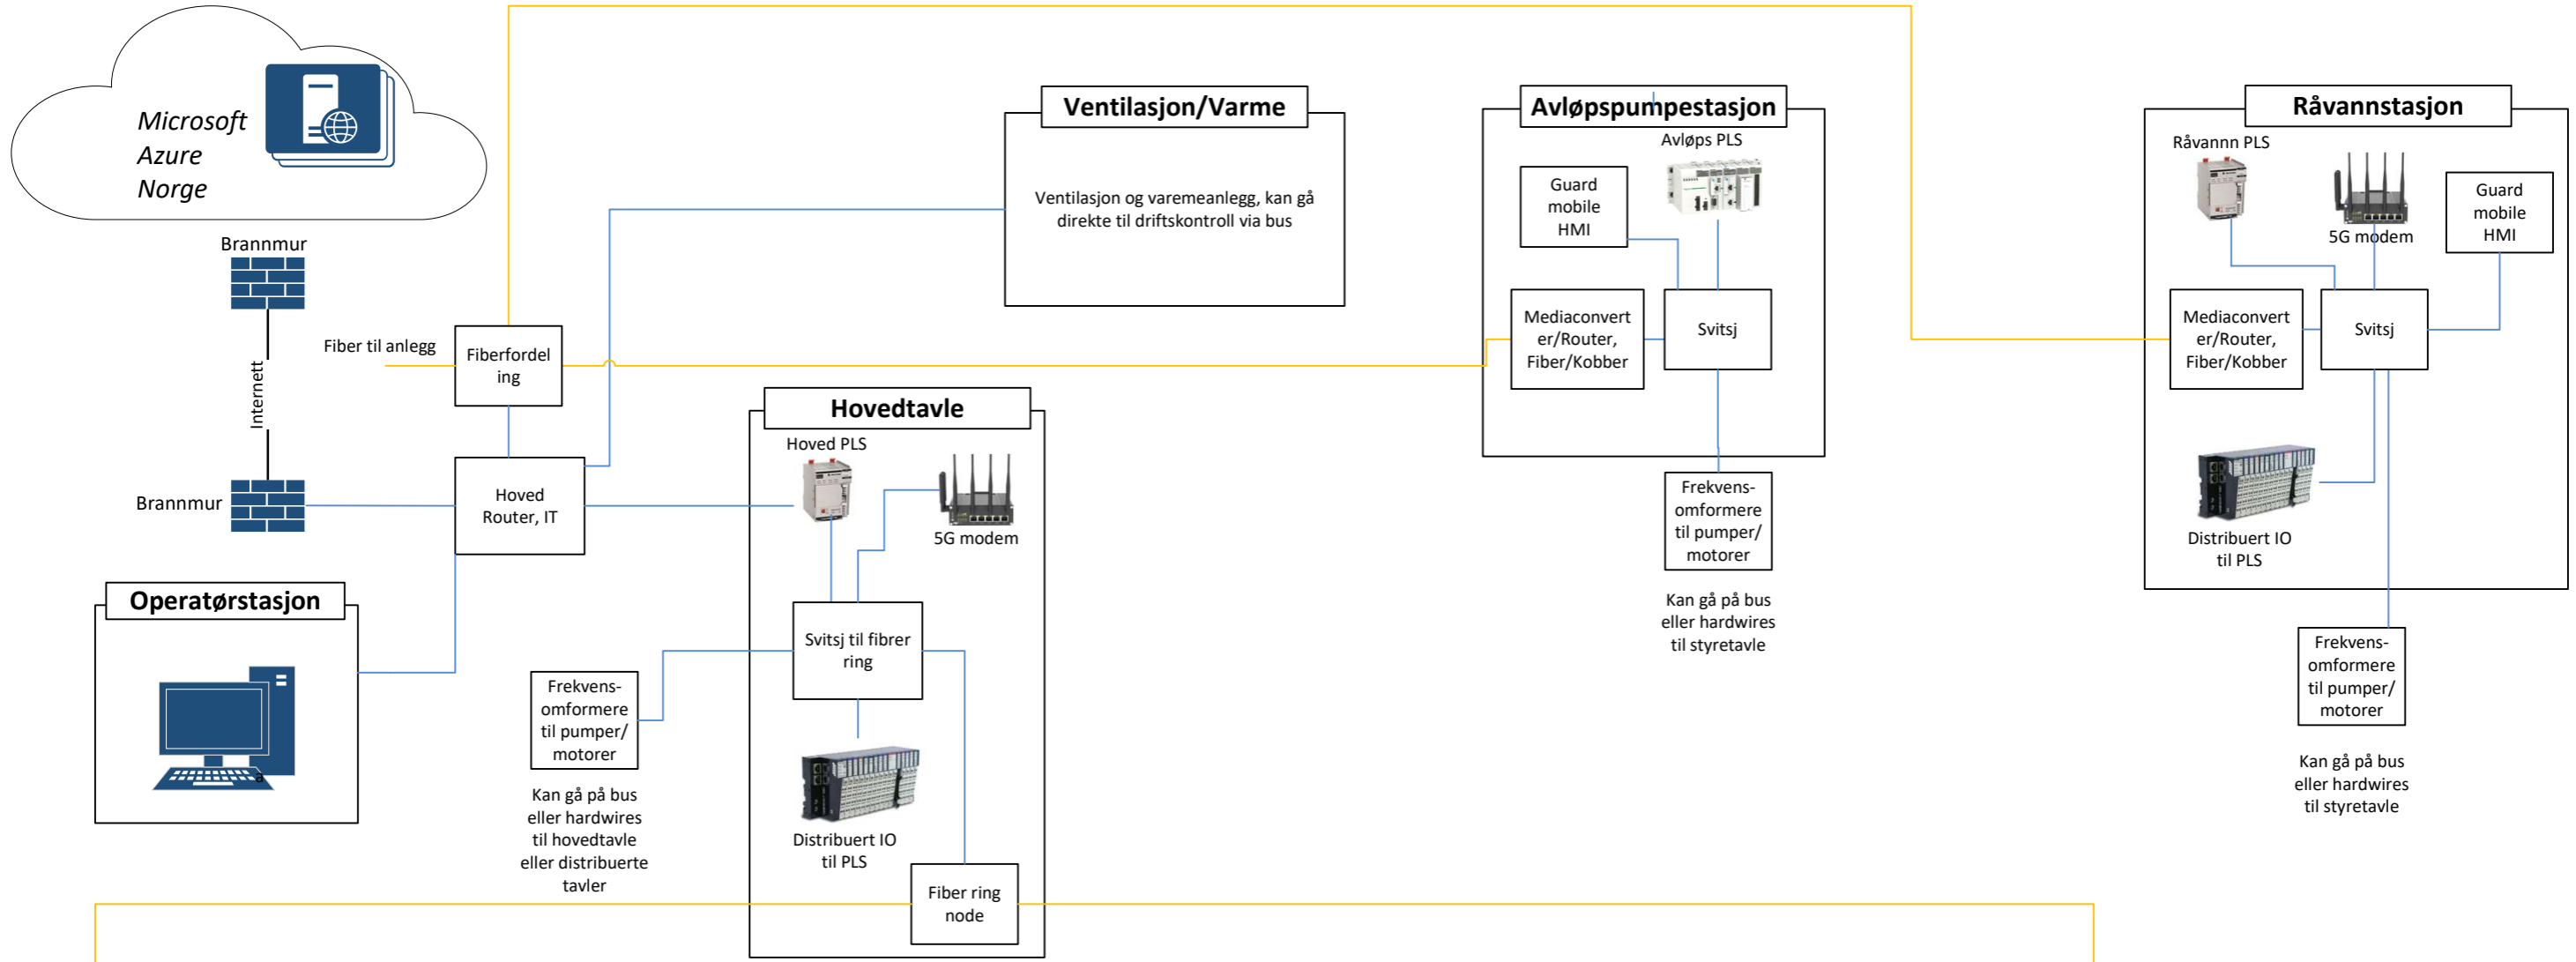 Microsoft
Azure
Norge
Brannmur
Internett
Brannmur
Fiber til anlegg
Fiberfordel
ing
Hoved
Router, IT
Operatørstasjon
a
Ventilasjon/Varme
Ventilasjon og varemeanlegg, kan gå
direkte til driftskontroll via bus
Hovedtavle
Hoved PLS
5G modem
Svitsj til fibrer
ring
Frekvens-
omformere
til pumper/
motorer
Kan gå på bus
eller hardwires
til hovedtavle
eller distribuerte
tavler
Distribuert IO
til PLS
Fiber ring
node
Avløpspumpestasjon
Avløps PLS
Guard
mobile
HMI
Mediaconvert
er/Router,
Fiber/Kobber
Svitsj
Frekvens-
omformere
til pumper/
motorer
Kan gå på bus
eller hardwires
til styretavle
Råvannstasjon
Råvannn PLS
5G modem
Guard
mobile
HMI
Mediaconvert
er/Router,
Fiber/Kobber
Svitsj
Distribuert IO
til PLS
Frekvens-
omformere
til pumper/
motorer
Kan gå på bus
eller hardwires
til styretavle